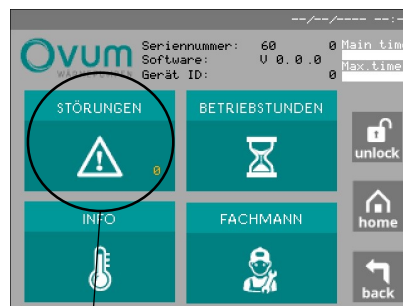 --/--/---- --:-
Ovum
WÄRMEPUMPEN
Seriennummer: 60 0
Software: V 0.0.0
Gerät ID: 0
Main time
Max.time
STÖRUNGEN
0
BETRIEBSTUNDEN
unlock
INFO
FACHMANN
home
back